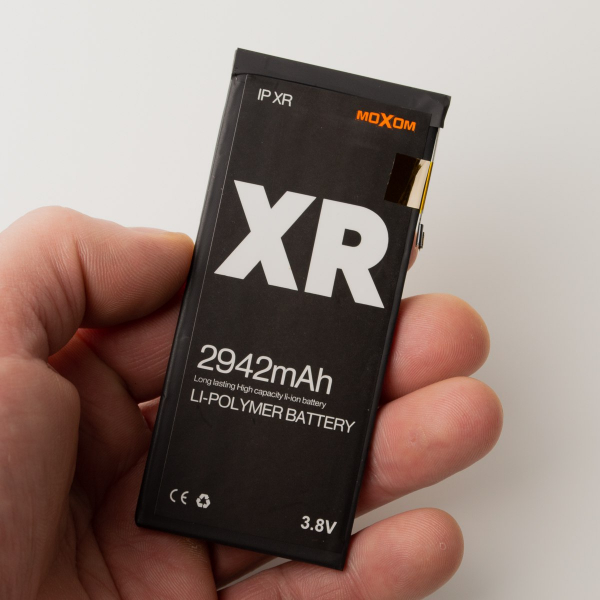 IP XR
MOXOM
XR
2942mAh
Long lasting High capacity li-ion battery
LI-POLYMER BATTERY
CE
3.8V